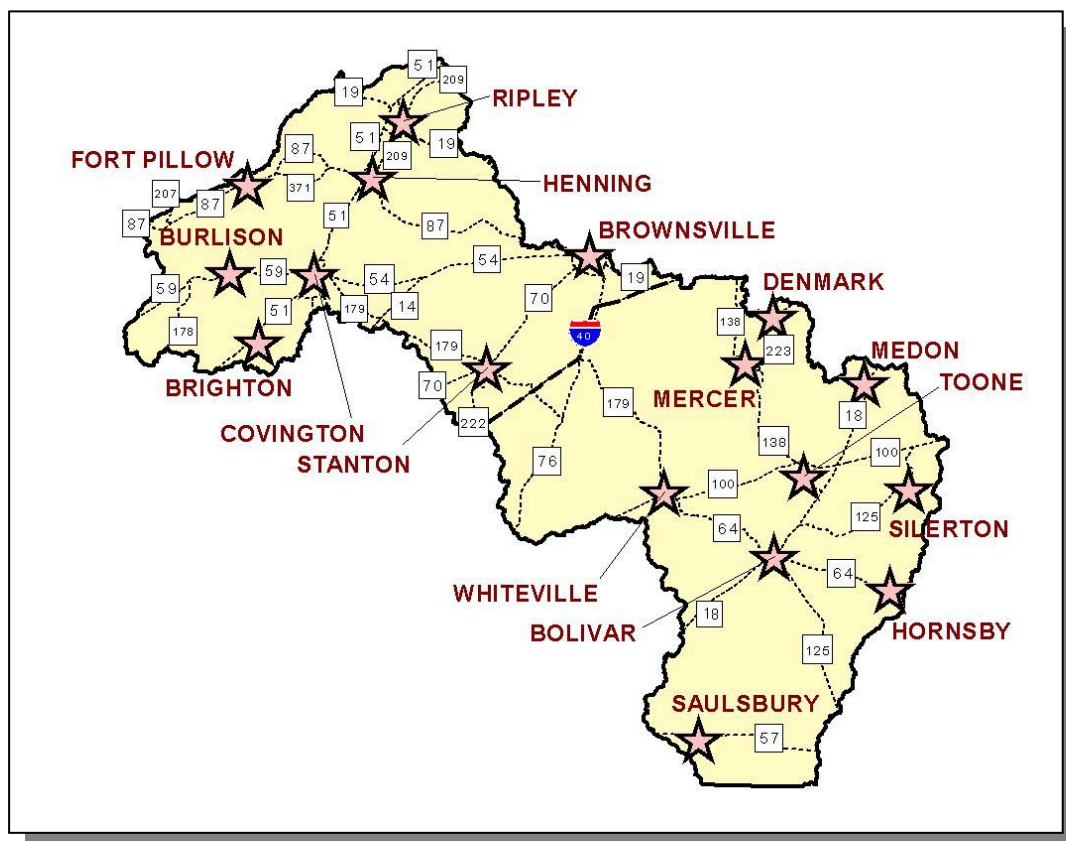 51
209
19
RIPLEY
51
19
87
209
FORT PILLOW
HENNING
371
207
87
87
51
87
BURLISON
BROWNSVILLE
54
59
54
19
DENMARK
59
70
14
51
179
138
40
178
223
MEDON
179
TOONE
BRIGHTON
70
MERCER
179
18
222
COVINGTON
STANTON
138
100
76
100
125
64
SILERTON
WHITEVILLE
64
18
BOLIVAR
HORNSBY
125
SAULSBURY
57